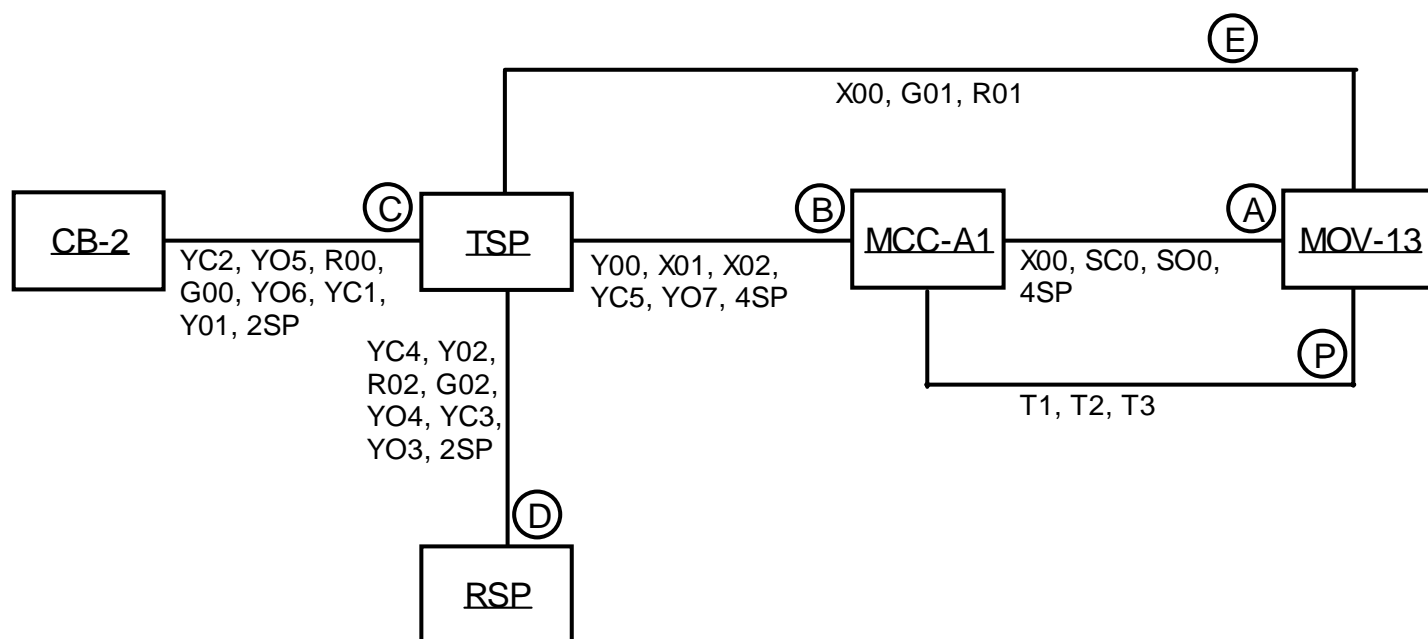 E
X00, G01, R01
CB-2
C
TSP
B
MCC-A1
A
MOV-13
YC2, YO5, R00,
G00, YO6, YC1,
Y01, 2SP
Y00, X01, X02,
YC5, YO7, 4SP
X00, SC0, SO0,
4SP
P
T1, T2, T3
YC4, Y02,
R02, G02,
YO4, YC3,
YO3, 2SP
D
RSP